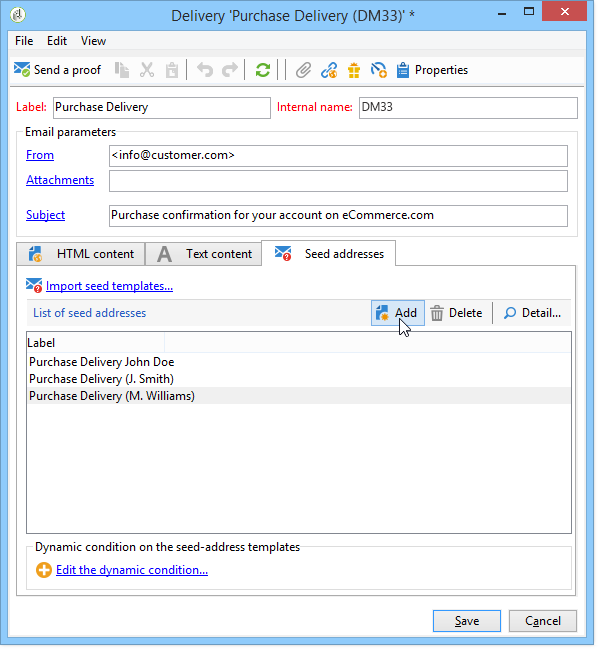 Delivery 'Purchase Delivery (DM33)' *
File Edit View
Send a proof Properties
Label: Purchase Delivery Internal name: DM33
Email parameters
From <info@customer.com>
Attachments
Subject Purchase confirmation for your account on eCommerce.com
HTML content Text content Seed addresses
Import seed templates...
List of seed addresses Add Delete Detail...
Label
Purchase Delivery John Doe
Purchase Delivery (J. Smith)
Purchase Delivery (M. Williams)
Dynamic condition on the seed-address templates
Edit the dynamic condition...
Save Cancel